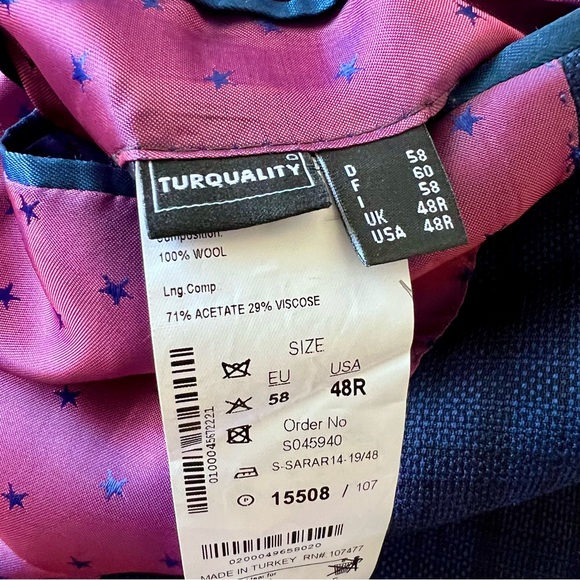 TURQUALITY
D 58
F 60
I 58
UK 48R
USA 48R
Composition:
100% WOOL
Lng.Comp
71% ACETATE 29% VISCOSE
SIZE
EU USA
58 48R
Order No
S045940
S-SARAR14-19/48
P
15508 / 107
0100045672221
0200049658020
MADE IN TURKEY RN#: 107477